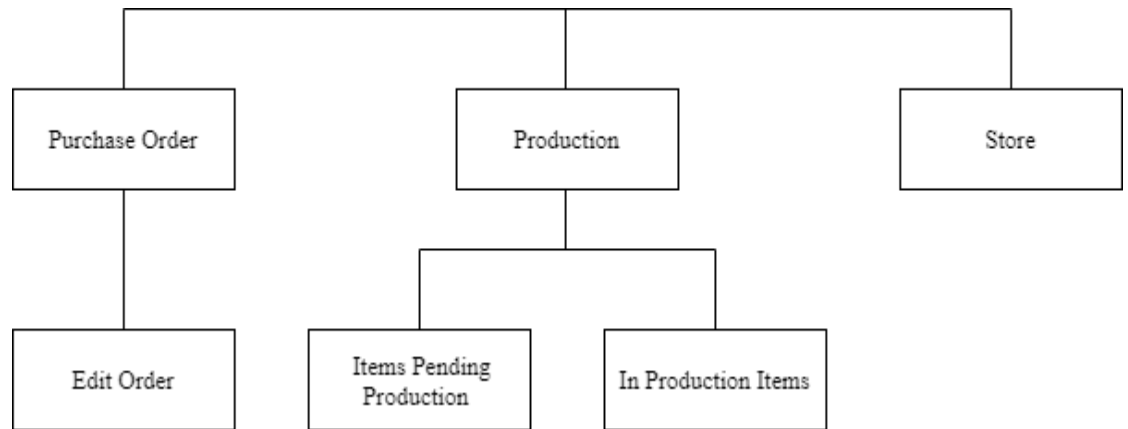 Purchase Order
Production
Store
Edit Order
Items Pending
Production
In Production Items